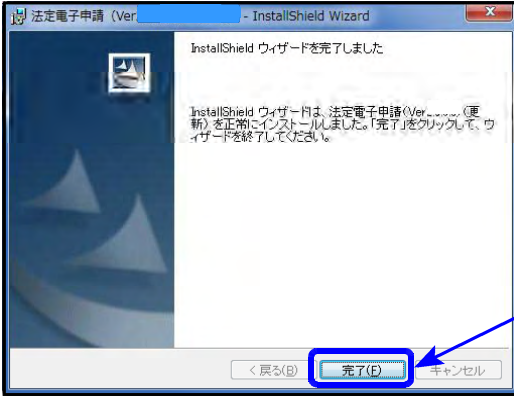 法定電子申請 (Ver. - InstallShield Wizard
InstallShield ウィザードを完了しました
InstallShield ウィザードは、法定電子申請(Ver (更
新) を正常にインストールしました。「完了」をクリックして、ウ
ィザードを終了してください。
< 戻る(B) 完了(F) キャンセル